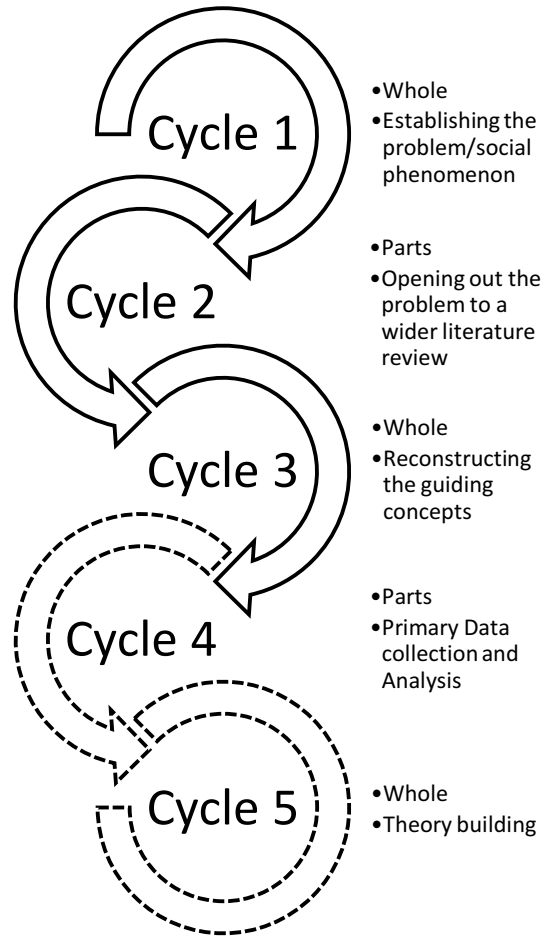 Cycle 1
•Whole
•Establishing the
problem/social
phenomenon
Cycle 2
•Parts
•Opening out the
problem to a
wider literature
review
Cycle 3
•Whole
•Reconstructing
the guiding
concepts
Cycle 4
•Parts
•Primary Data
collection and
Analysis
Cycle 5
•Whole
•Theory building